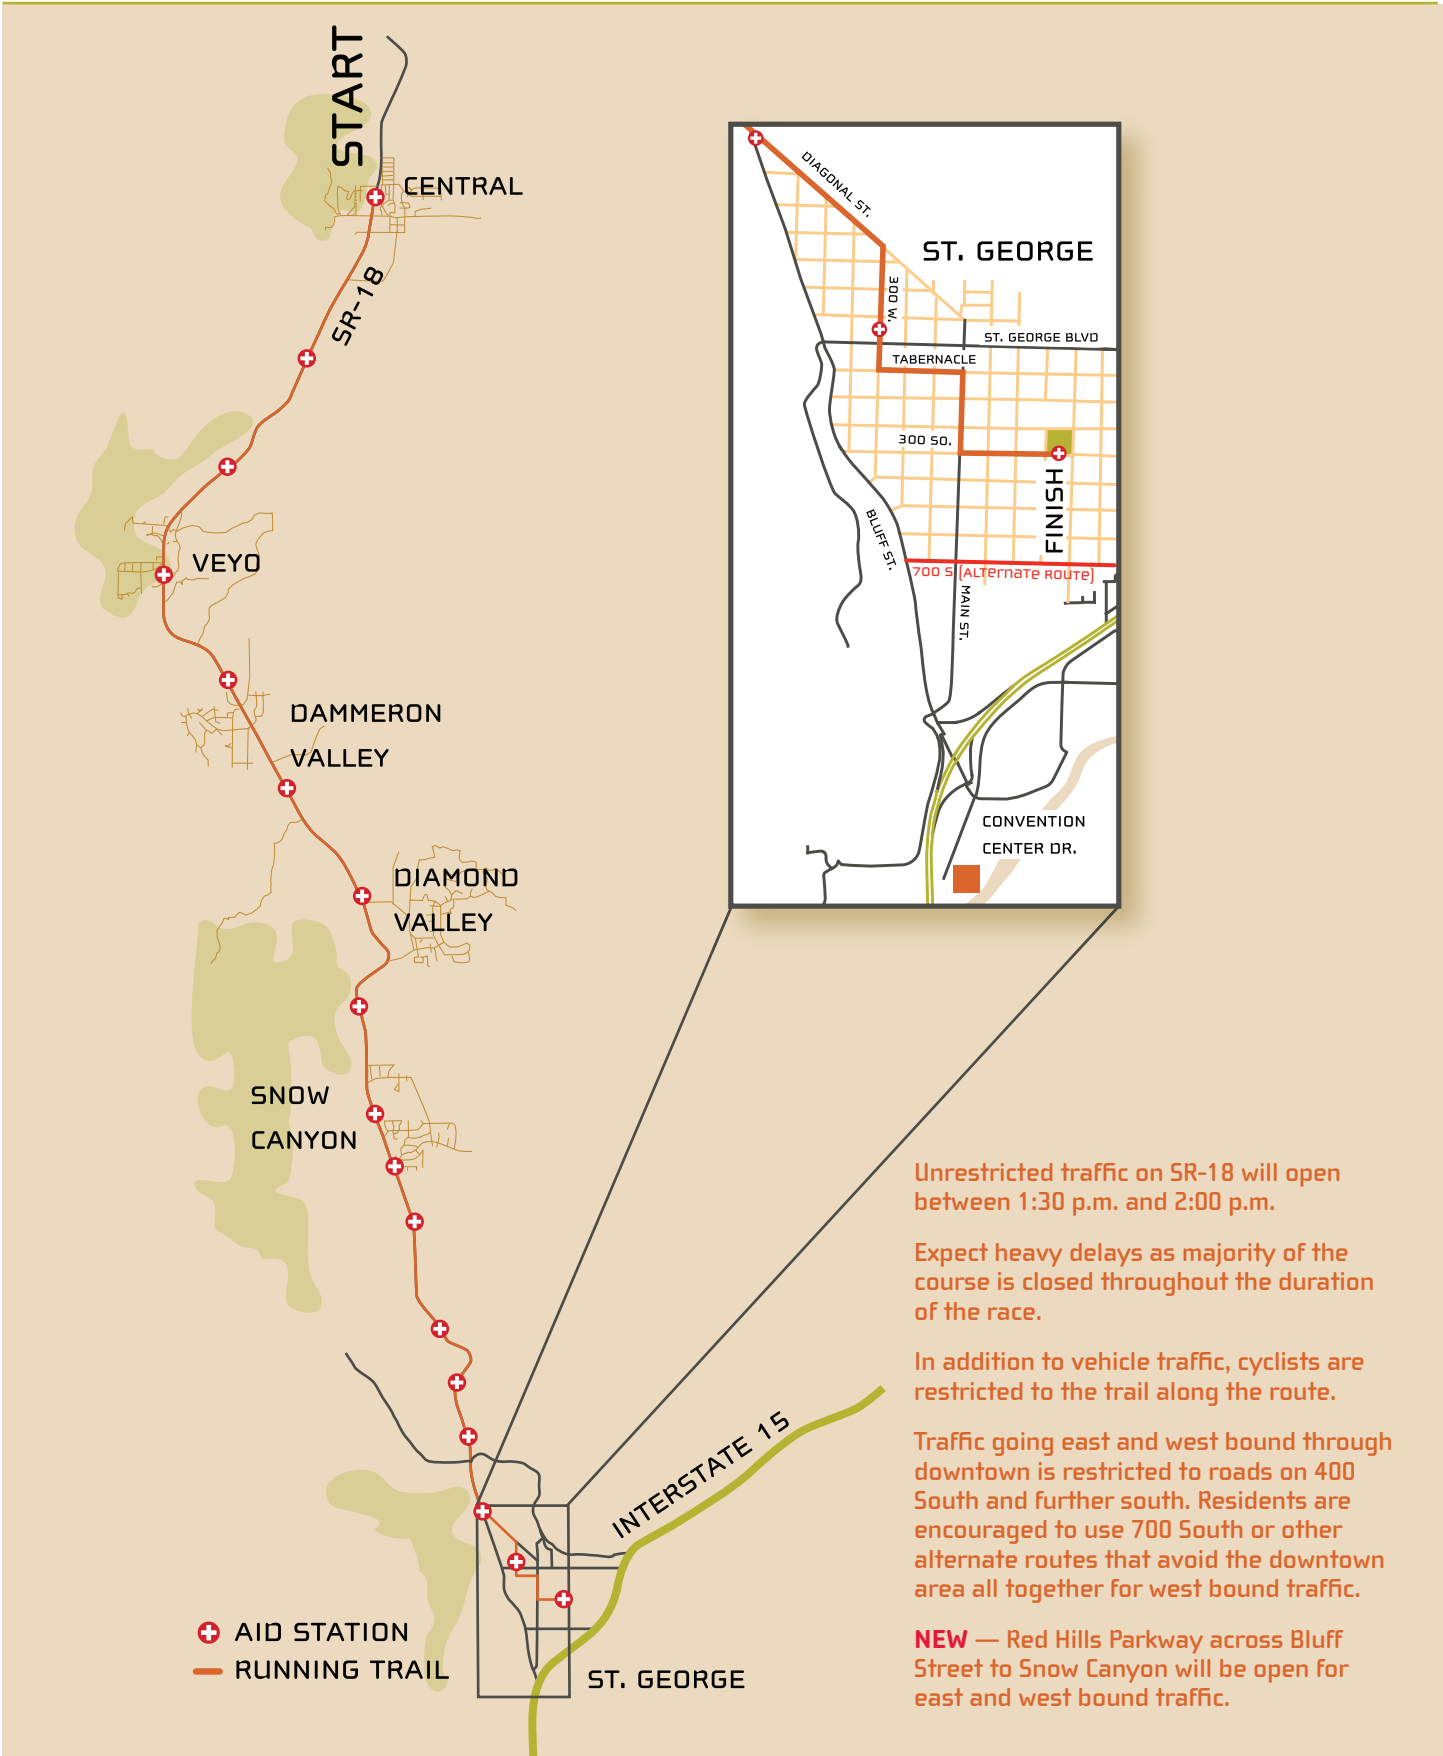 START
CENTRAL
SR-18
VEYO
DAMMERON
VALLEY
DIAMOND
VALLEY
SNOW
CANYON
INTERSTATE 15
ST. GEORGE
AID STATION
RUNNING TRAIL
DIAGONAL ST.
ST. GEORGE
300 W.
ST. GEORGE BLVD
TABERNACLE
300 SO.
FINISH
BLUFF ST.
700 S (ALTERNATE ROUTE)
MAIN ST.
CONVENTION
CENTER DR.
Unrestricted traffic on SR-18 will open
between 1:30 p.m. and 2:00 p.m.
Expect heavy delays as majority of the
course is closed throughout the duration
of the race.
In addition to vehicle traffic, cyclists are
restricted to the trail along the route.
Traffic going east and west bound through
downtown is restricted to roads on 400
South and further south. Residents are
encouraged to use 700 South or other
alternate routes that avoid the downtown
area all together for west bound traffic.
NEW — Red Hills Parkway across Bluff
Street to Snow Canyon will be open for
east and west bound traffic.